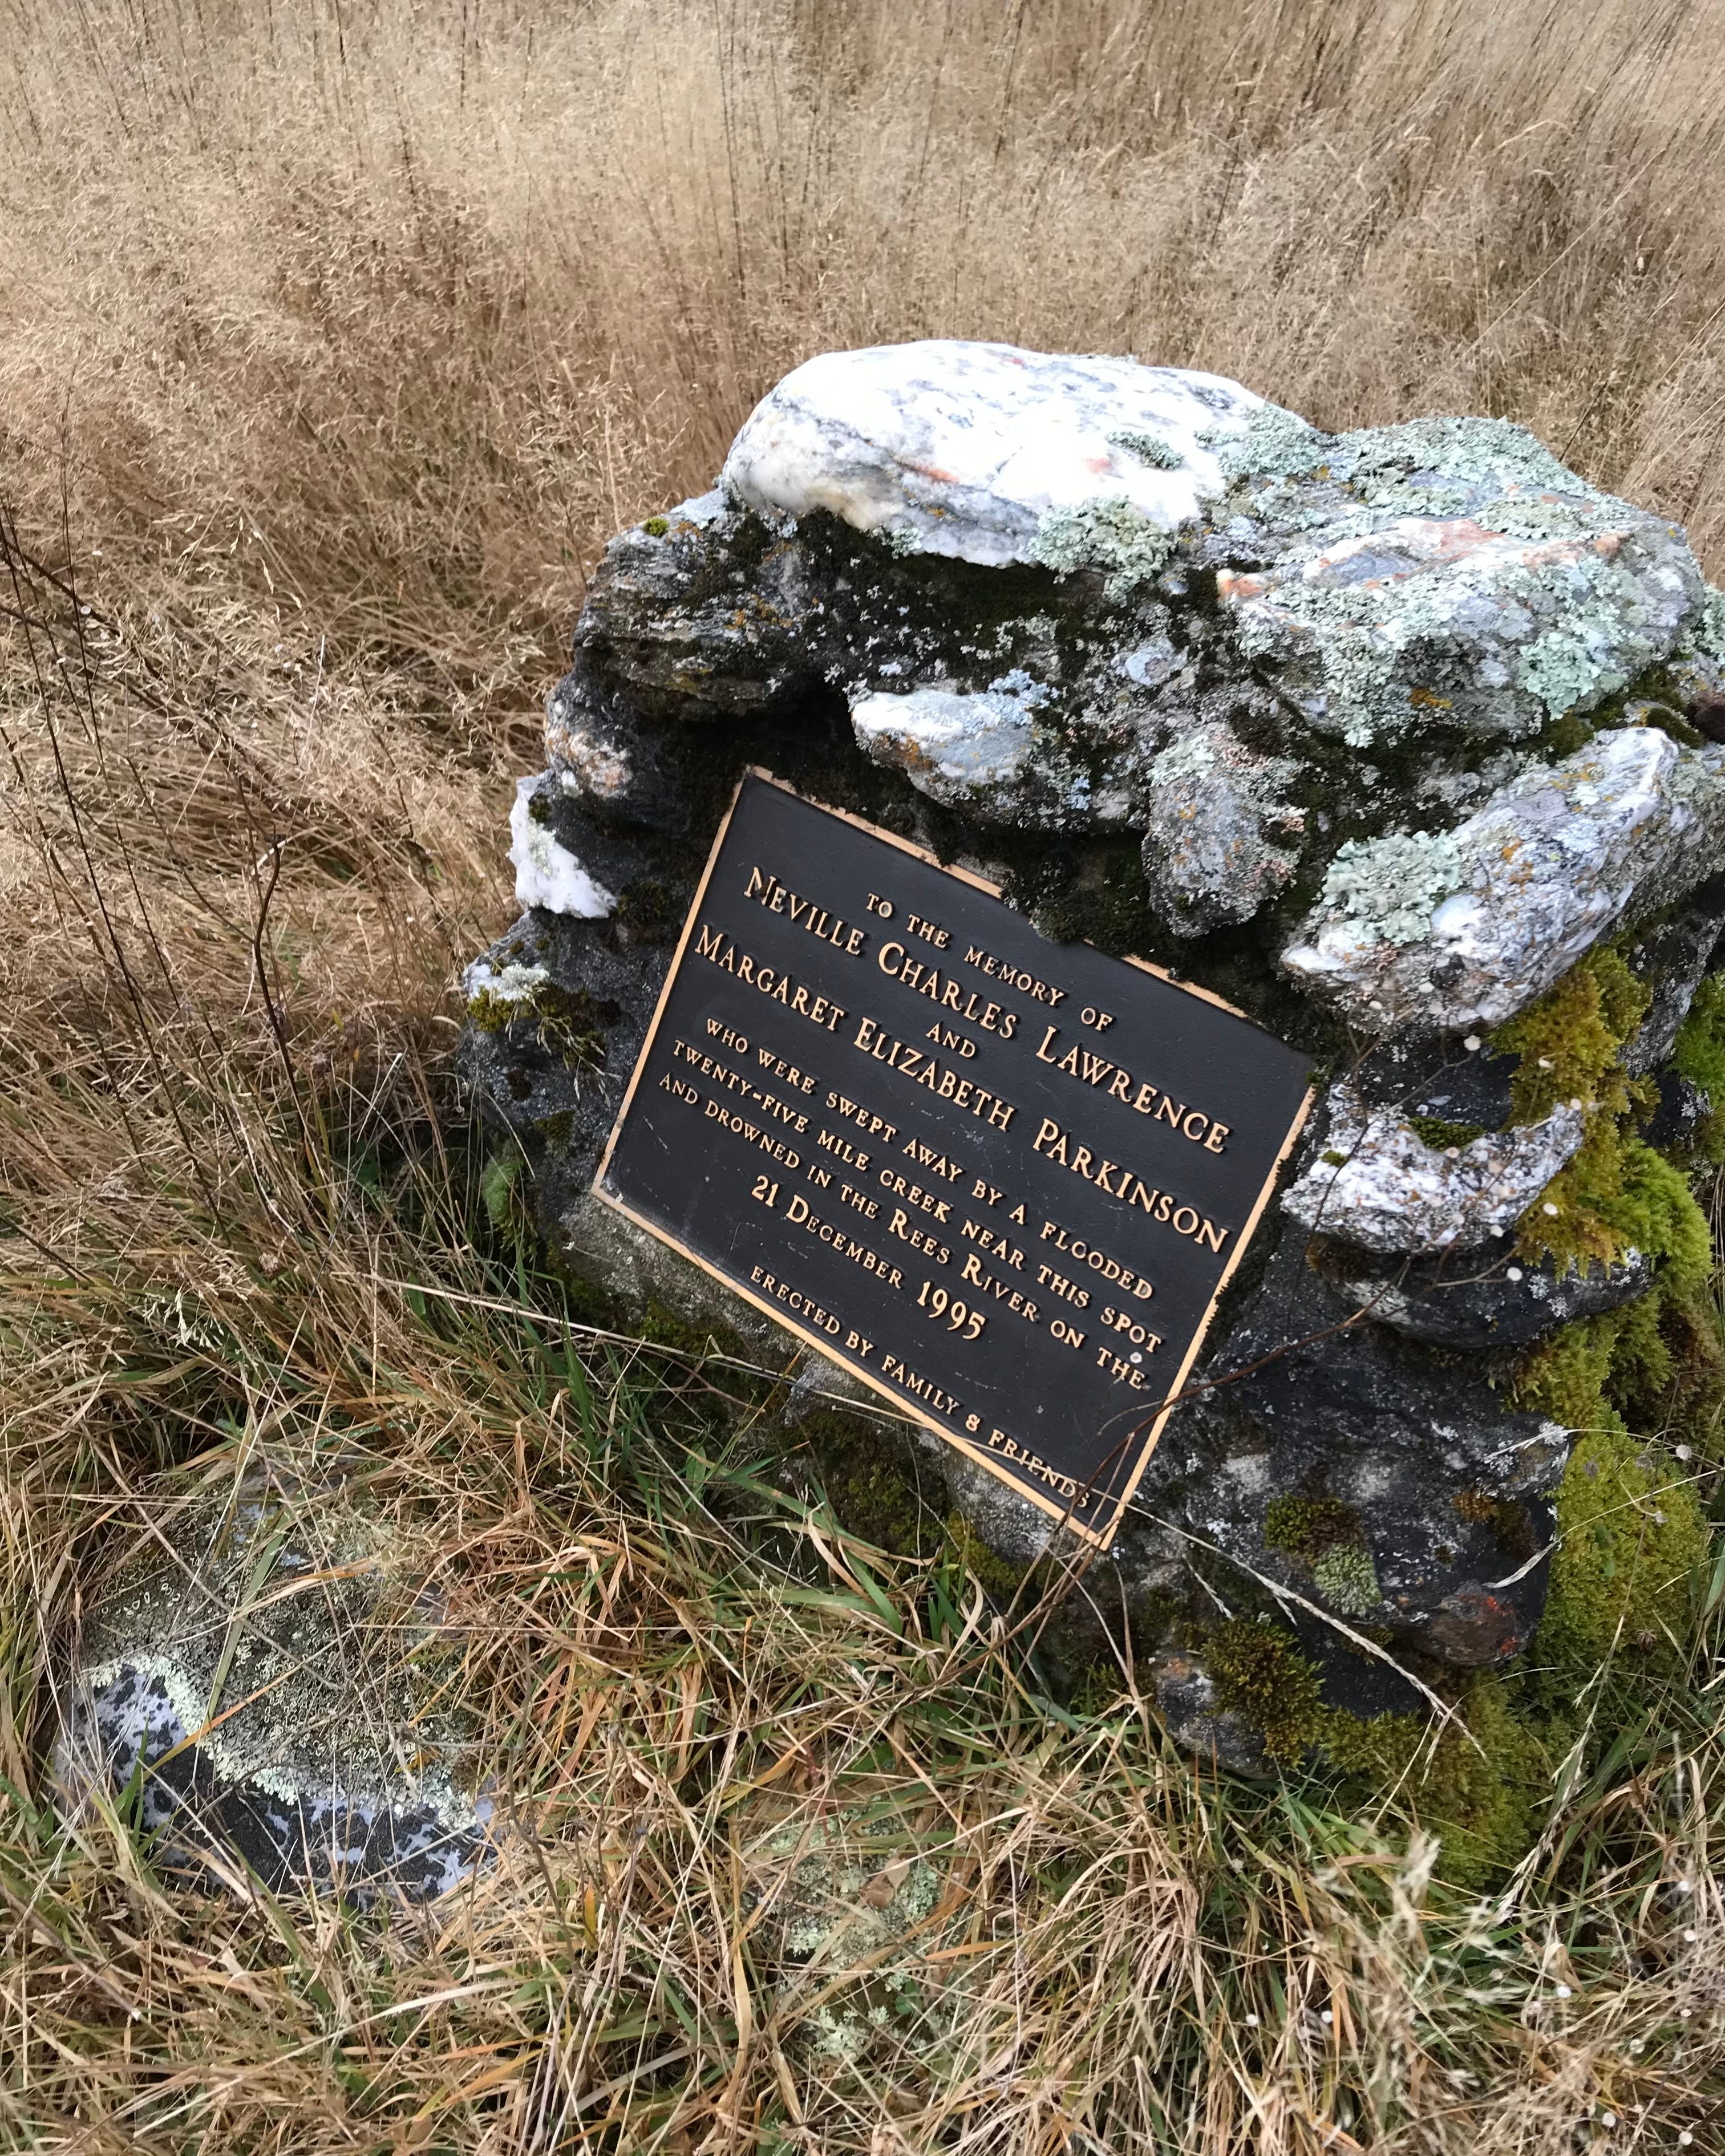 TO THE MEMORY OF
NEVILLE CHARLES LAWRENCE
AND
MARGARET ELIZABETH PARKINSON
WHO WERE SWEPT AWAY BY A FLOODED
TWENTY-FIVE MILE CREEK NEAR THIS SPOT
AND DROWNED IN THE REES RIVER ON THE
21 DECEMBER 1995
ERECTED BY FAMILY & FRIENDS